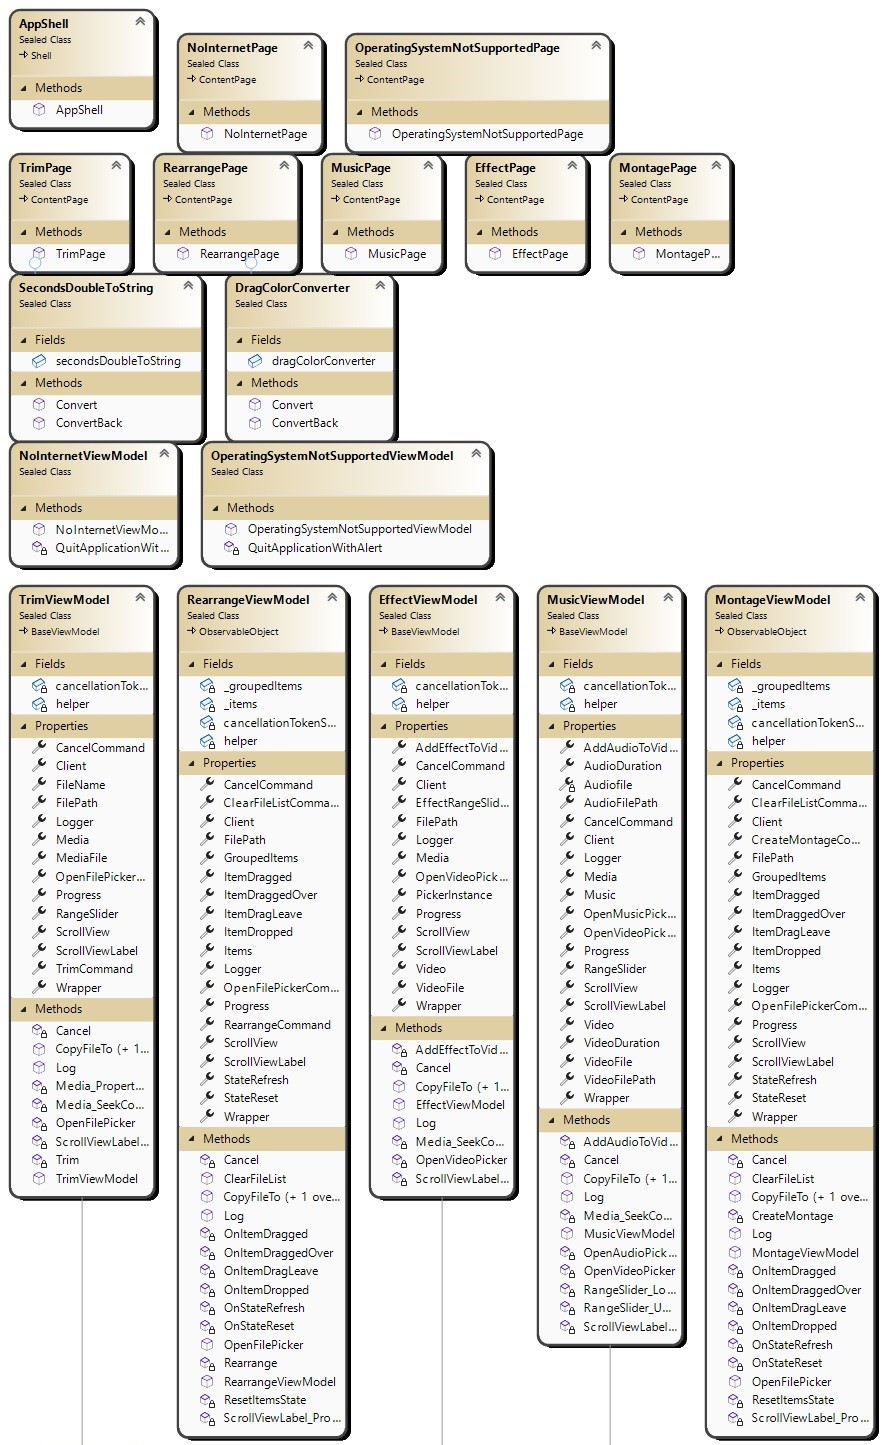 AppShell
Sealed Class
Shell
Methods
AppShell
NoInternetPage
Sealed Class
ContentPage
Methods
NoInternetPage
OperatingSystemNotSupportedPage
Sealed Class
ContentPage
Methods
OperatingSystemNotSupportedPage
TrimPage
Sealed Class
ContentPage
Methods
TrimPage
RearrangePage
Sealed Class
ContentPage
Methods
RearrangePage
MusicPage
Sealed Class
ContentPage
Methods
MusicPage
EffectPage
Sealed Class
ContentPage
Methods
EffectPage
MontagePage
Sealed Class
ContentPage
Methods
MontageP...
SecondsDoubleToString
Sealed Class
Fields
secondsDoubleToString
Methods
Convert
ConvertBack
DragColorConverter
Sealed Class
Fields
dragColorConverter
Methods
Convert
ConvertBack
NoInternetViewModel
Sealed Class
Methods
NoInternetViewMo...
QuitApplicationWit...
OperatingSystemNotSupportedViewModel
Sealed Class
Methods
OperatingSystemNotSupportedViewModel
QuitApplicationWithAlert
TrimViewModel
Sealed Class
BaseViewModel
Fields
cancellationTok...
helper
Properties
CancelCommand
Client
FileName
FilePath
Logger
Media
MediaFile
OpenFilePicker...
Progress
RangeSlider
ScrollView
ScrollViewLabel
TrimCommand
Wrapper
Methods
Cancel
CopyFileTo (+ 1...
Log
Media_Propert...
Media_SeekCo...
OpenFilePicker
ScrollViewLabel...
Trim
TrimViewModel
RearrangeViewModel
Sealed Class
ObservableObject
Fields
_groupedItems
_items
cancellationTokenS...
helper
Properties
CancelCommand
ClearFileListComma...
Client
FilePath
GroupedItems
ItemDragged
ItemDraggedOver
ItemDragLeave
ItemDropped
Items
Logger
OpenFilePickerCom...
Progress
RearrangeCommand
ScrollView
ScrollViewLabel
StateRefresh
StateReset
Wrapper
Methods
Cancel
ClearFileList
CopyFileTo (+ 1 ove...
Log
OnItemDragged
OnItemDraggedOver
OnItemDragLeave
OnItemDropped
OnStateRefresh
OnStateReset
OpenFilePicker
Rearrange
RearrangeViewModel
ResetItemsState
ScrollViewLabel_Pro...
EffectViewModel
Sealed Class
BaseViewModel
Fields
cancellationTok...
helper
Properties
AddEffectToVid...
CancelCommand
Client
EffectRangeSlid...
FilePath
Logger
Media
OpenVideoPick...
PickerInstance
Progress
ScrollView
ScrollViewLabel
Video
VideoFile
Wrapper
Methods
AddEffectToVid...
Cancel
CopyFileTo (+ 1...
EffectViewModel
Log
Media_SeekCo...
OpenVideoPicker
ScrollViewLabel...
MusicViewModel
Sealed Class
BaseViewModel
Fields
cancellationTok...
helper
Properties
AddAudioToVid...
AudioDuration
Audiofile
AudioFilePath
CancelCommand
Client
Logger
Media
Music
OpenMusicPick...
OpenVideoPick...
Progress
RangeSlider
ScrollView
ScrollViewLabel
Video
VideoDuration
VideoFile
VideoFilePath
Wrapper
Methods
AddAudioToVid...
Cancel
CopyFileTo (+ 1...
Log
Media_SeekCo...
MusicViewModel
OpenAudioPick...
OpenVideoPicker
RangeSlider_Lo...
RangeSlider_U...
ScrollViewLabel...
MontageViewModel
Sealed Class
ObservableObject
Fields
_groupedItems
_items
cancellationTokenS...
helper
Properties
CancelCommand
ClearFileListComma...
Client
CreateMontageCo...
FilePath
GroupedItems
ItemDragged
ItemDraggedOver
ItemDragLeave
ItemDropped
Items
Logger
OpenFilePickerCom...
Progress
ScrollView
ScrollViewLabel
StateRefresh
StateReset
Wrapper
Methods
Cancel
ClearFileList
CopyFileTo (+ 1 ove...
CreateMontage
Log
MontageViewModel
OnItemDragged
OnItemDraggedOver
OnItemDragLeave
OnItemDropped
OnStateRefresh
OnStateReset
OpenFilePicker
ResetItemsState
ScrollViewLabel_Pro...